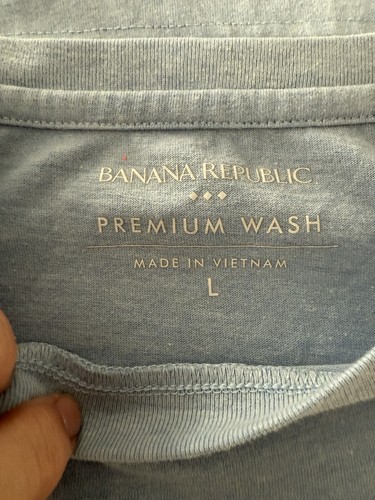 BANANA REPUBLIC
PREMIUM WASH
MADE IN VIETNAM
L